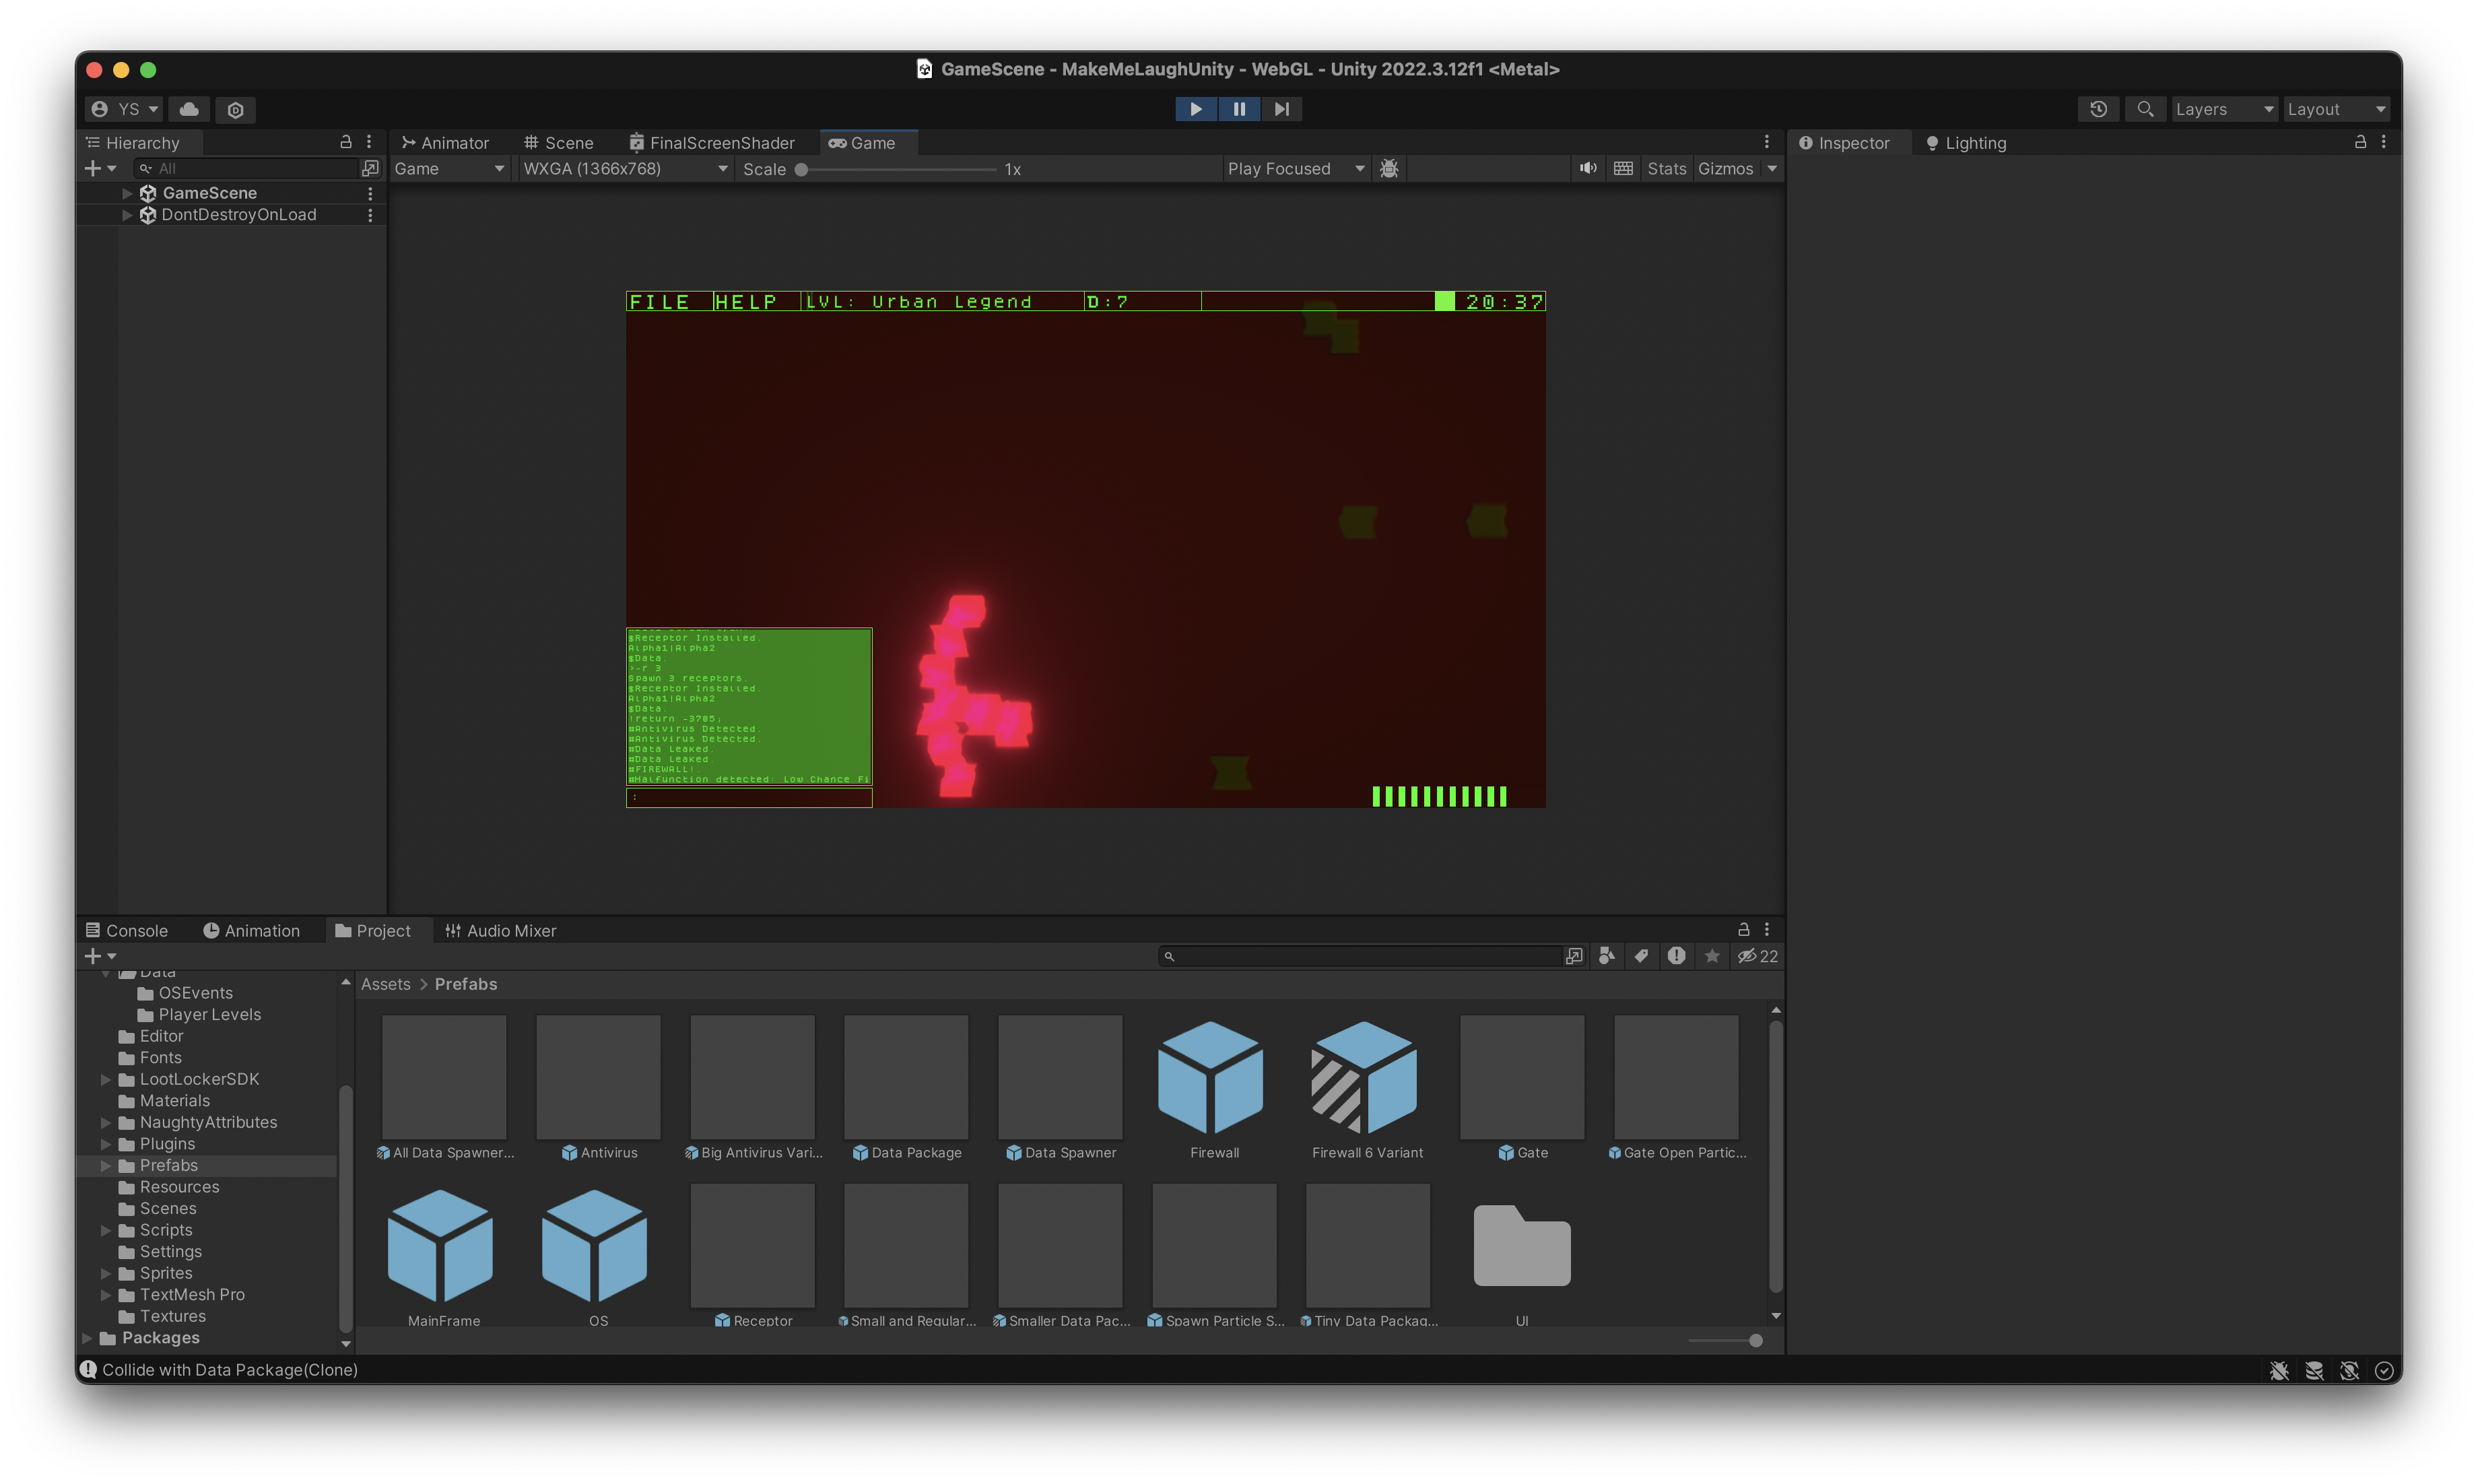 GameScene - MakeMeLaughUnity - WebGL - Unity 2022.3.12f1 <Metal>
YS
Layers
Layout
Hierarchy
Animator
Scene
FinalScreenShader
Game
Inspector
Lighting
All
Game
WXGA (1366x768)
Scale
1x
Play Focused
Stats
Gizmos
GameScene
DontDestroyOnLoad
FILE HELP LVL: Urban Legend D:7 20:37
$Receptor Installed.
Alpha1|Alpha2
$Data.
>-r 3
Spawn 3 receptors.
$Receptor Installed.
Alpha1|Alpha2
$Data.
!return -3705;
#Antivirus Detected.
#Antivirus Detected.
#Data Leaked.
#Data Leaked.
#FIREWALL!.
#Malfunction detected: Low Chance Fi
:
Console
Animation
Project
Audio Mixer
22
Data
OSEvents
Player Levels
Editor
Fonts
LootLockerSDK
Materials
NaughtyAttributes
Plugins
Prefabs
Resources
Scenes
Scripts
Settings
Sprites
TextMesh Pro
Textures
Packages
Assets > Prefabs
All Data Spawner...
Antivirus
Big Antivirus Vari...
Data Package
Data Spawner
Firewall
Firewall 6 Variant
Gate
Gate Open Partic...
MainFrame
OS
Receptor
Small and Regular...
Smaller Data Pac...
Spawn Particle S...
Tiny Data Packag...
UI
Collide with Data Package(Clone)